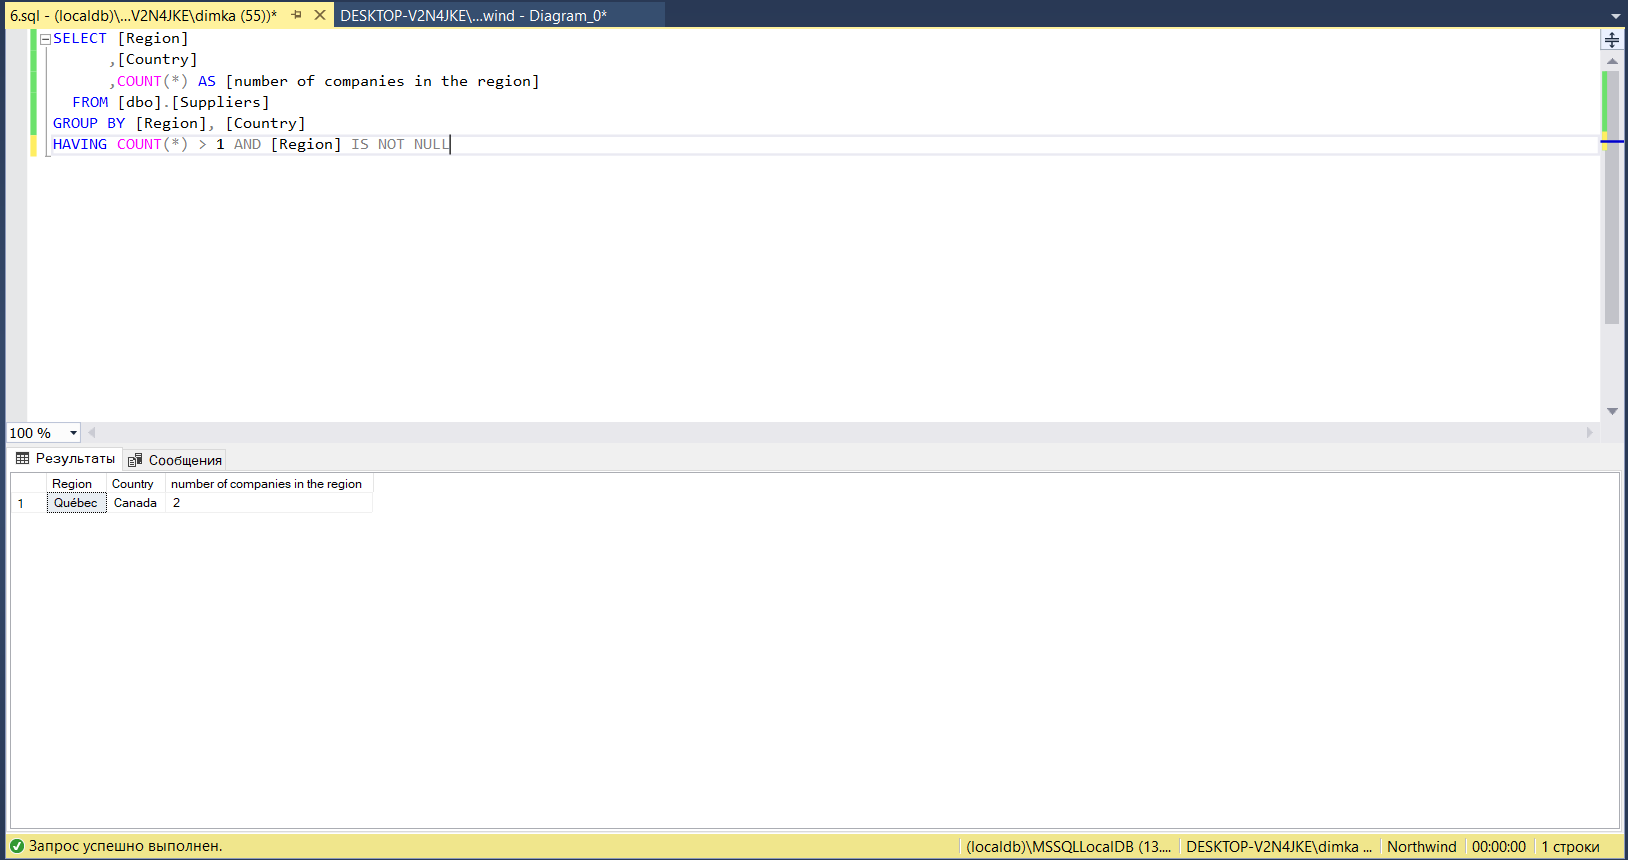 6.sql - (localdb)\...V2N4JKE\dimka (55))* DESKTOP-V2N4JKE\...wind - Diagram_0*
SELECT [Region]
,[Country]
,COUNT(*) AS [number of companies in the region]
FROM [dbo].[Suppliers]
GROUP BY [Region], [Country]
HAVING COUNT(*) > 1 AND [Region] IS NOT NULL
100 %
Результаты Сообщения
Region Country number of companies in the region
1 Québec Canada 2
Запрос успешно выполнен. (localdb)\MSSQLLocalDB (13.... DESKTOP-V2N4JKE\dimka ... Northwind 00:00:00 1 строки